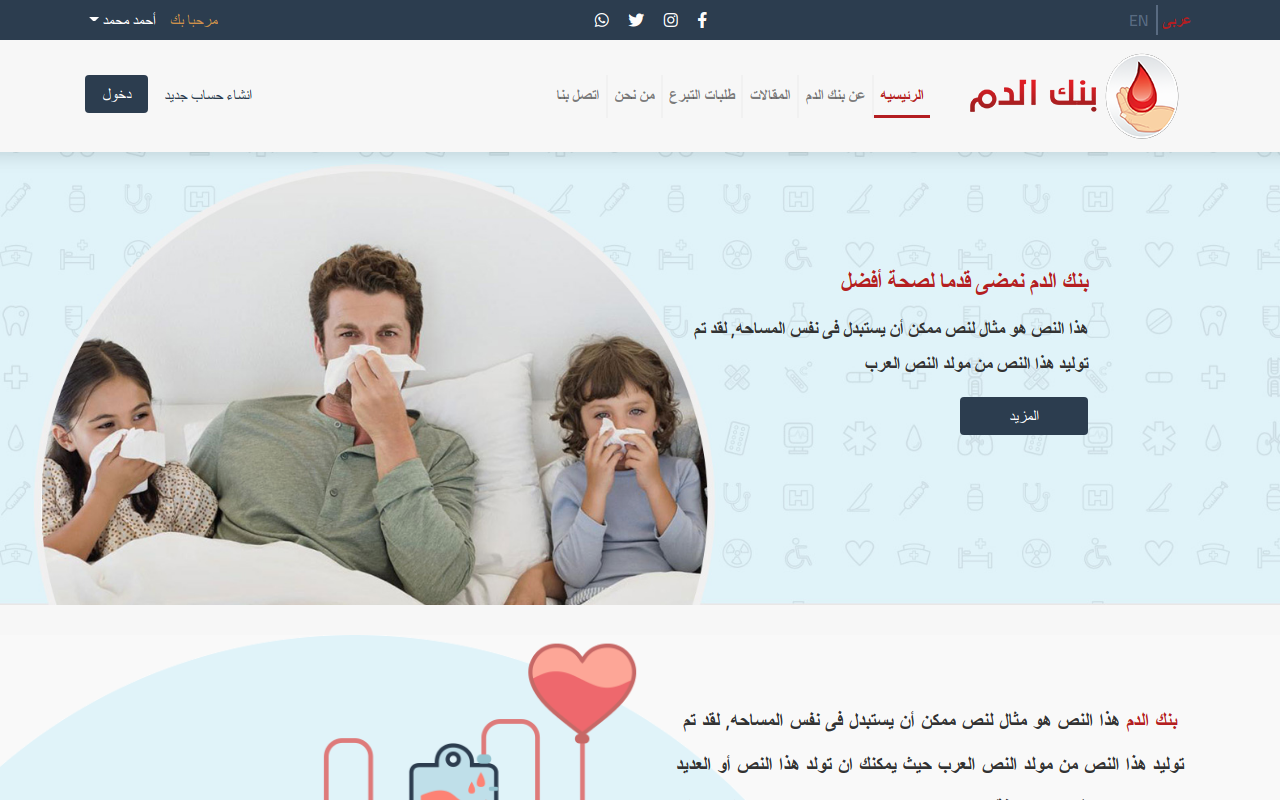 عربى
EN
مرحبا بك
أحمد محمد
بنك الدم
الرئيسيه
عن بنك الدم
المقالات
طلبات التبرع
من نحن
اتصل بنا
انشاء حساب جديد
دخول
بنك الدم نمضى قدما لصحة أفضل
هذا النص هو مثال لنص ممكن أن يستبدل فى نفس المساحه, لقد تم
توليد هذا النص من مولد النص العرب
المزيد
بنك الدم هذا النص هو مثال لنص ممكن أن يستبدل فى نفس المساحه, لقد تم
توليد هذا النص من مولد النص العرب حيث يمكنك ان تولد هذا النص أو العديد